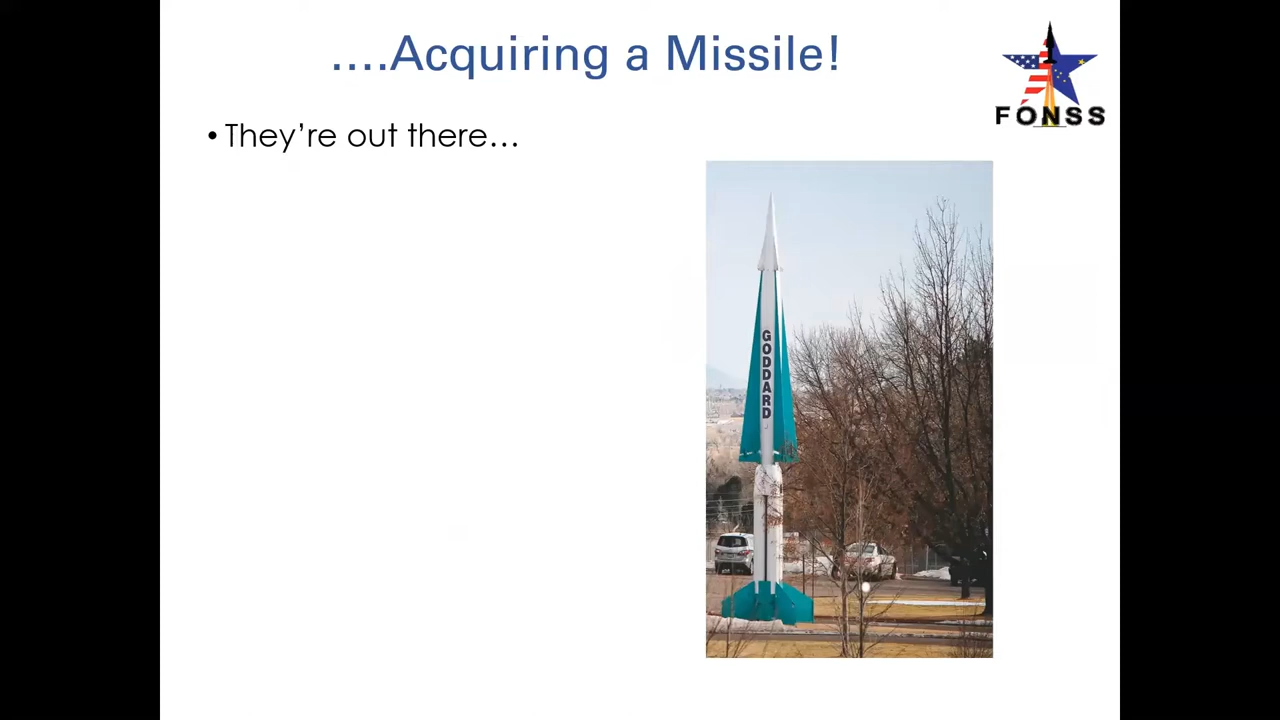 ....Acquiring a Missile!
FONSS
• They're out there…
GODDARD